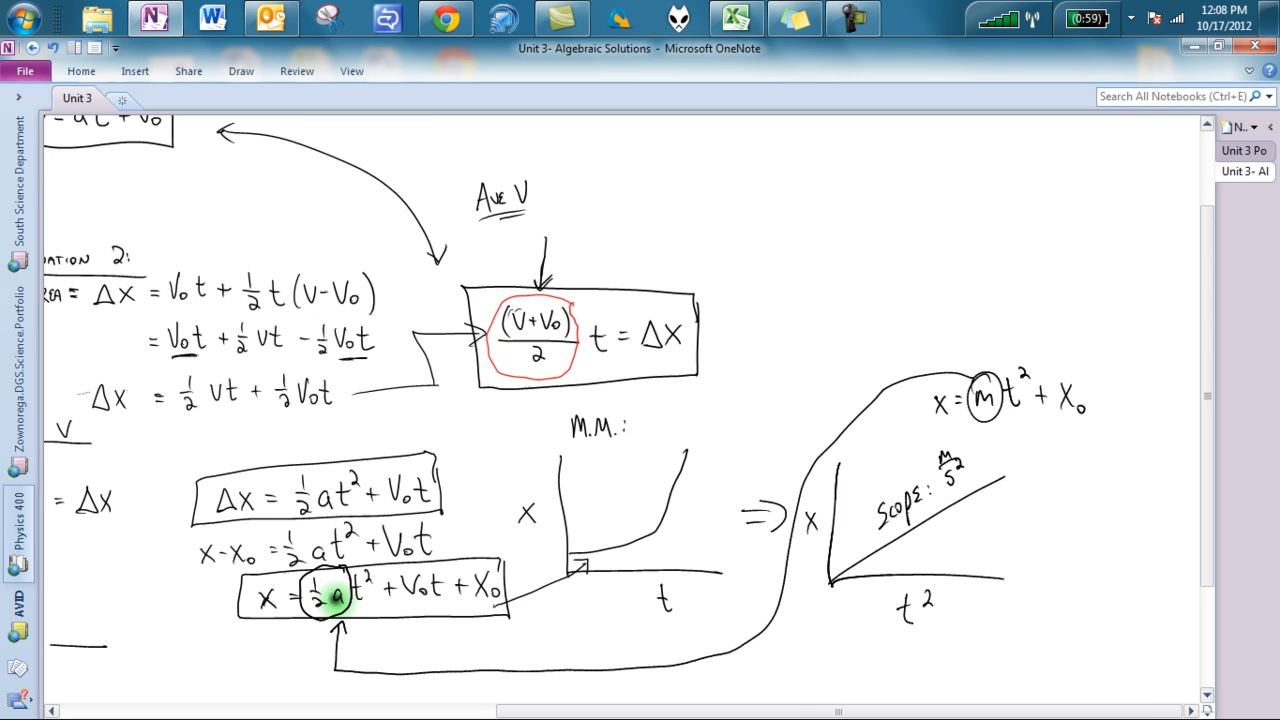 12:08 PM
10/17/2012
(0:59)
Unit 3- Algebraic Solutions - Microsoft OneNote
File Home Insert Share Draw Review View
Unit 3
Search All Notebooks (Ctrl+E)
N..
Unit 3 Po
Unit 3- Al
South Science Department
Zownorega.DGS.Science.Portfolio
Physics 400
AVID
= at + V₀
AVE V
UATION 2:
REA = ΔX = V₀t + ½ t (V-V₀)
= V₀t + ½ Vt - ½ V₀t
ΔX = ½ Vt + ½ V₀t
(V+V₀)/2 t = ΔX
V
= ΔX
ΔX = ½ at² + V₀t
X-X₀ = ½ at² + V₀t
X = ½ a t² + V₀t + X₀
M.M.:
X
t
⇒
X = m t² + X₀
SCOPE: M/S²
X
t²